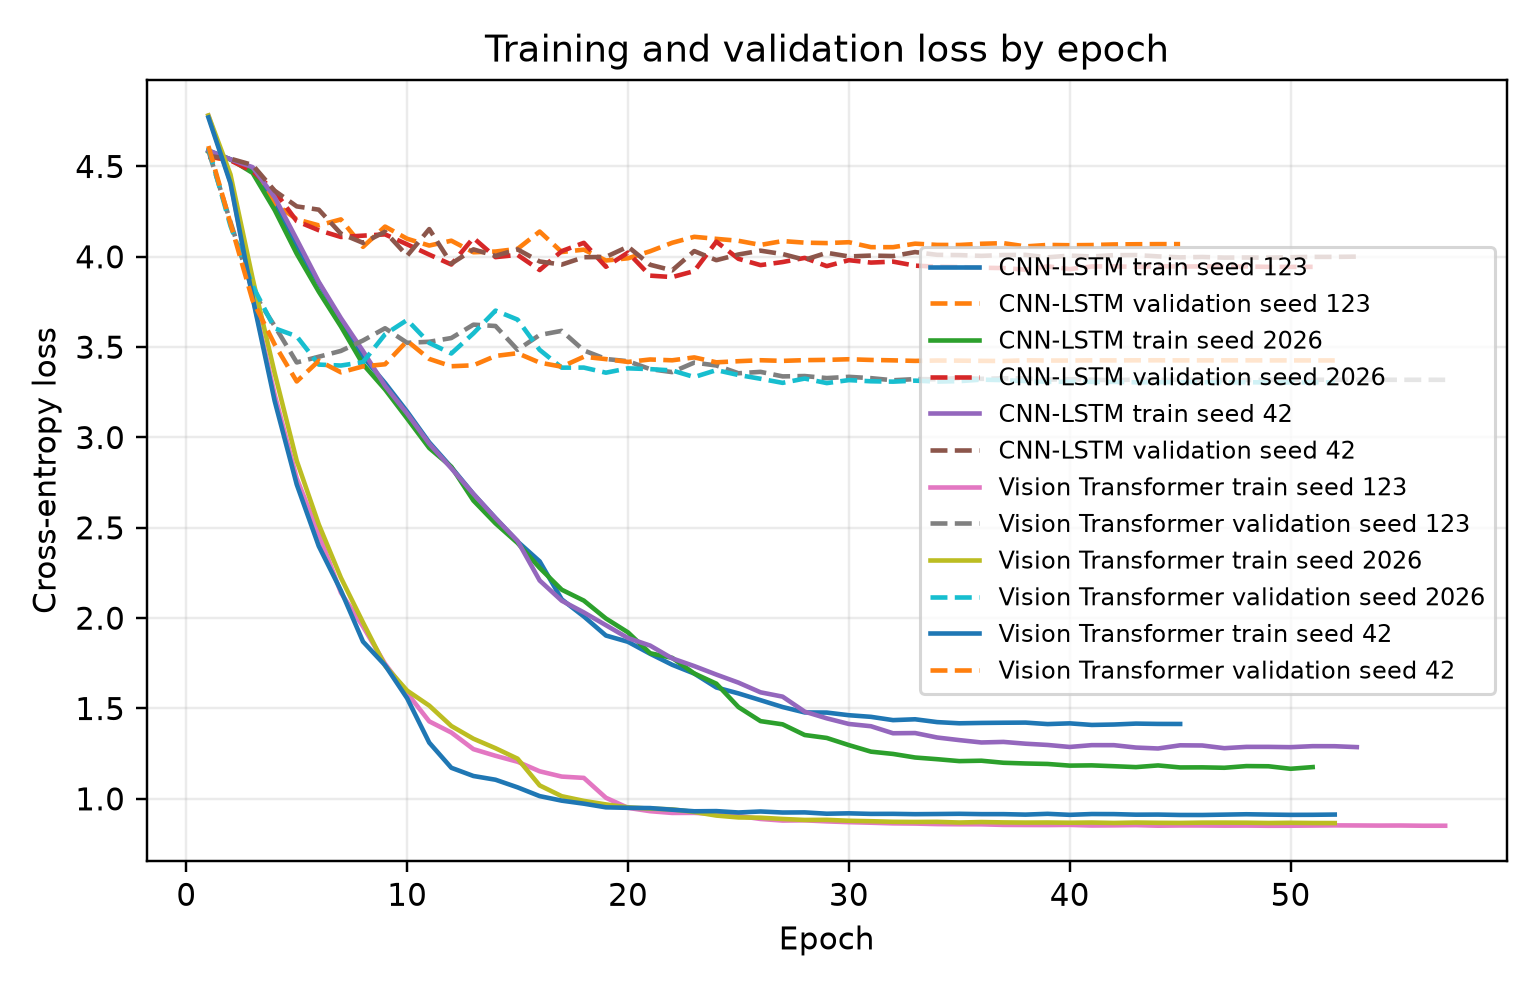 Training and validation loss by epoch
Cross-entropy loss
4.5
4.0
3.5
3.0
2.5
2.0
1.5
1.0
CNN-LSTM train seed 123
CNN-LSTM validation seed 123
CNN-LSTM train seed 2026
CNN-LSTM validation seed 2026
CNN-LSTM train seed 42
CNN-LSTM validation seed 42
Vision Transformer train seed 123
Vision Transformer validation seed 123
Vision Transformer train seed 2026
Vision Transformer validation seed 2026
Vision Transformer train seed 42
Vision Transformer validation seed 42
0 10 20 30 40 50
Epoch